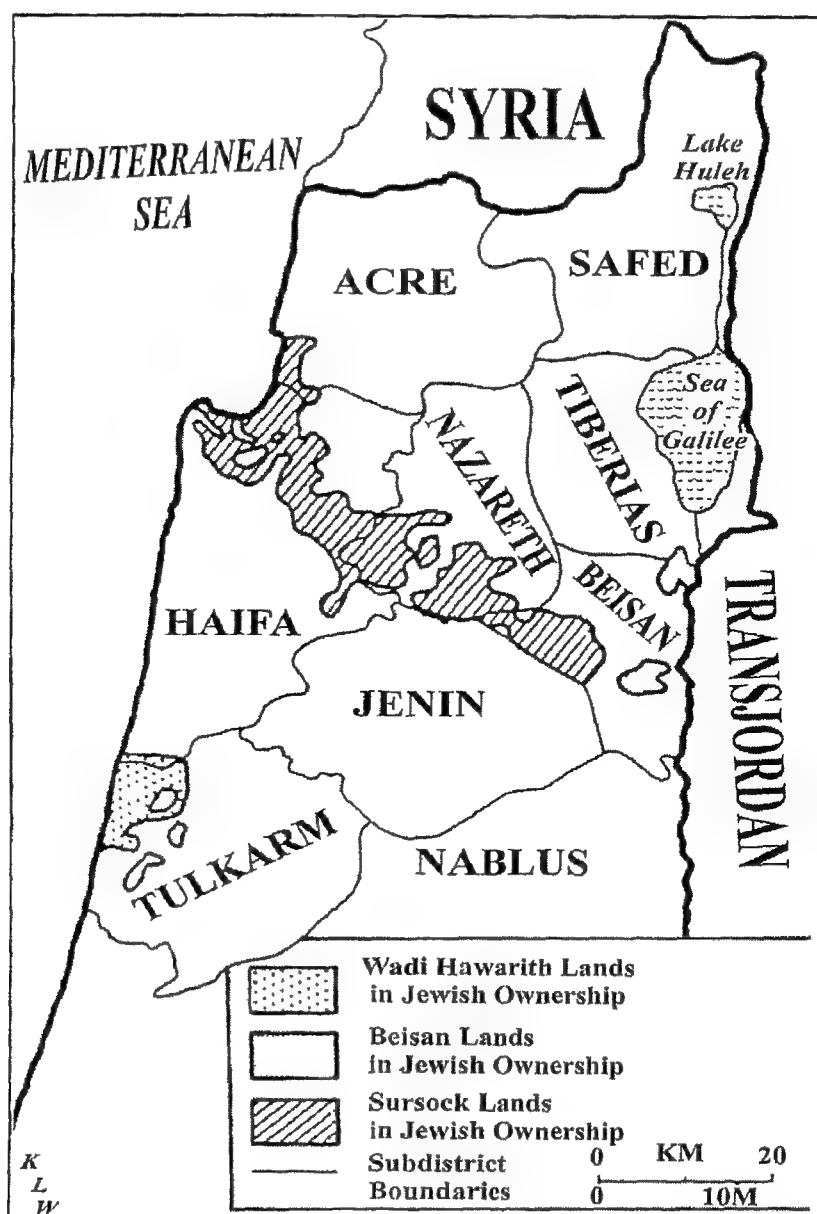 SYRIA
MEDITERRANEAN
SEA
Lake
Huleh
ACRE
SAFED
Sea
of
Galilee
TIBERIAS
NAZARETH
BEISAN
HAIFA
TRANSJORDAN
JENIN
TULKARM
NABLUS
Wadi Hawarith Lands
in Jewish Ownership
Beisan Lands
in Jewish Ownership
Sursock Lands
in Jewish Ownership
Subdistrict
Boundaries
0 KM 20
0 10M
K
L
W